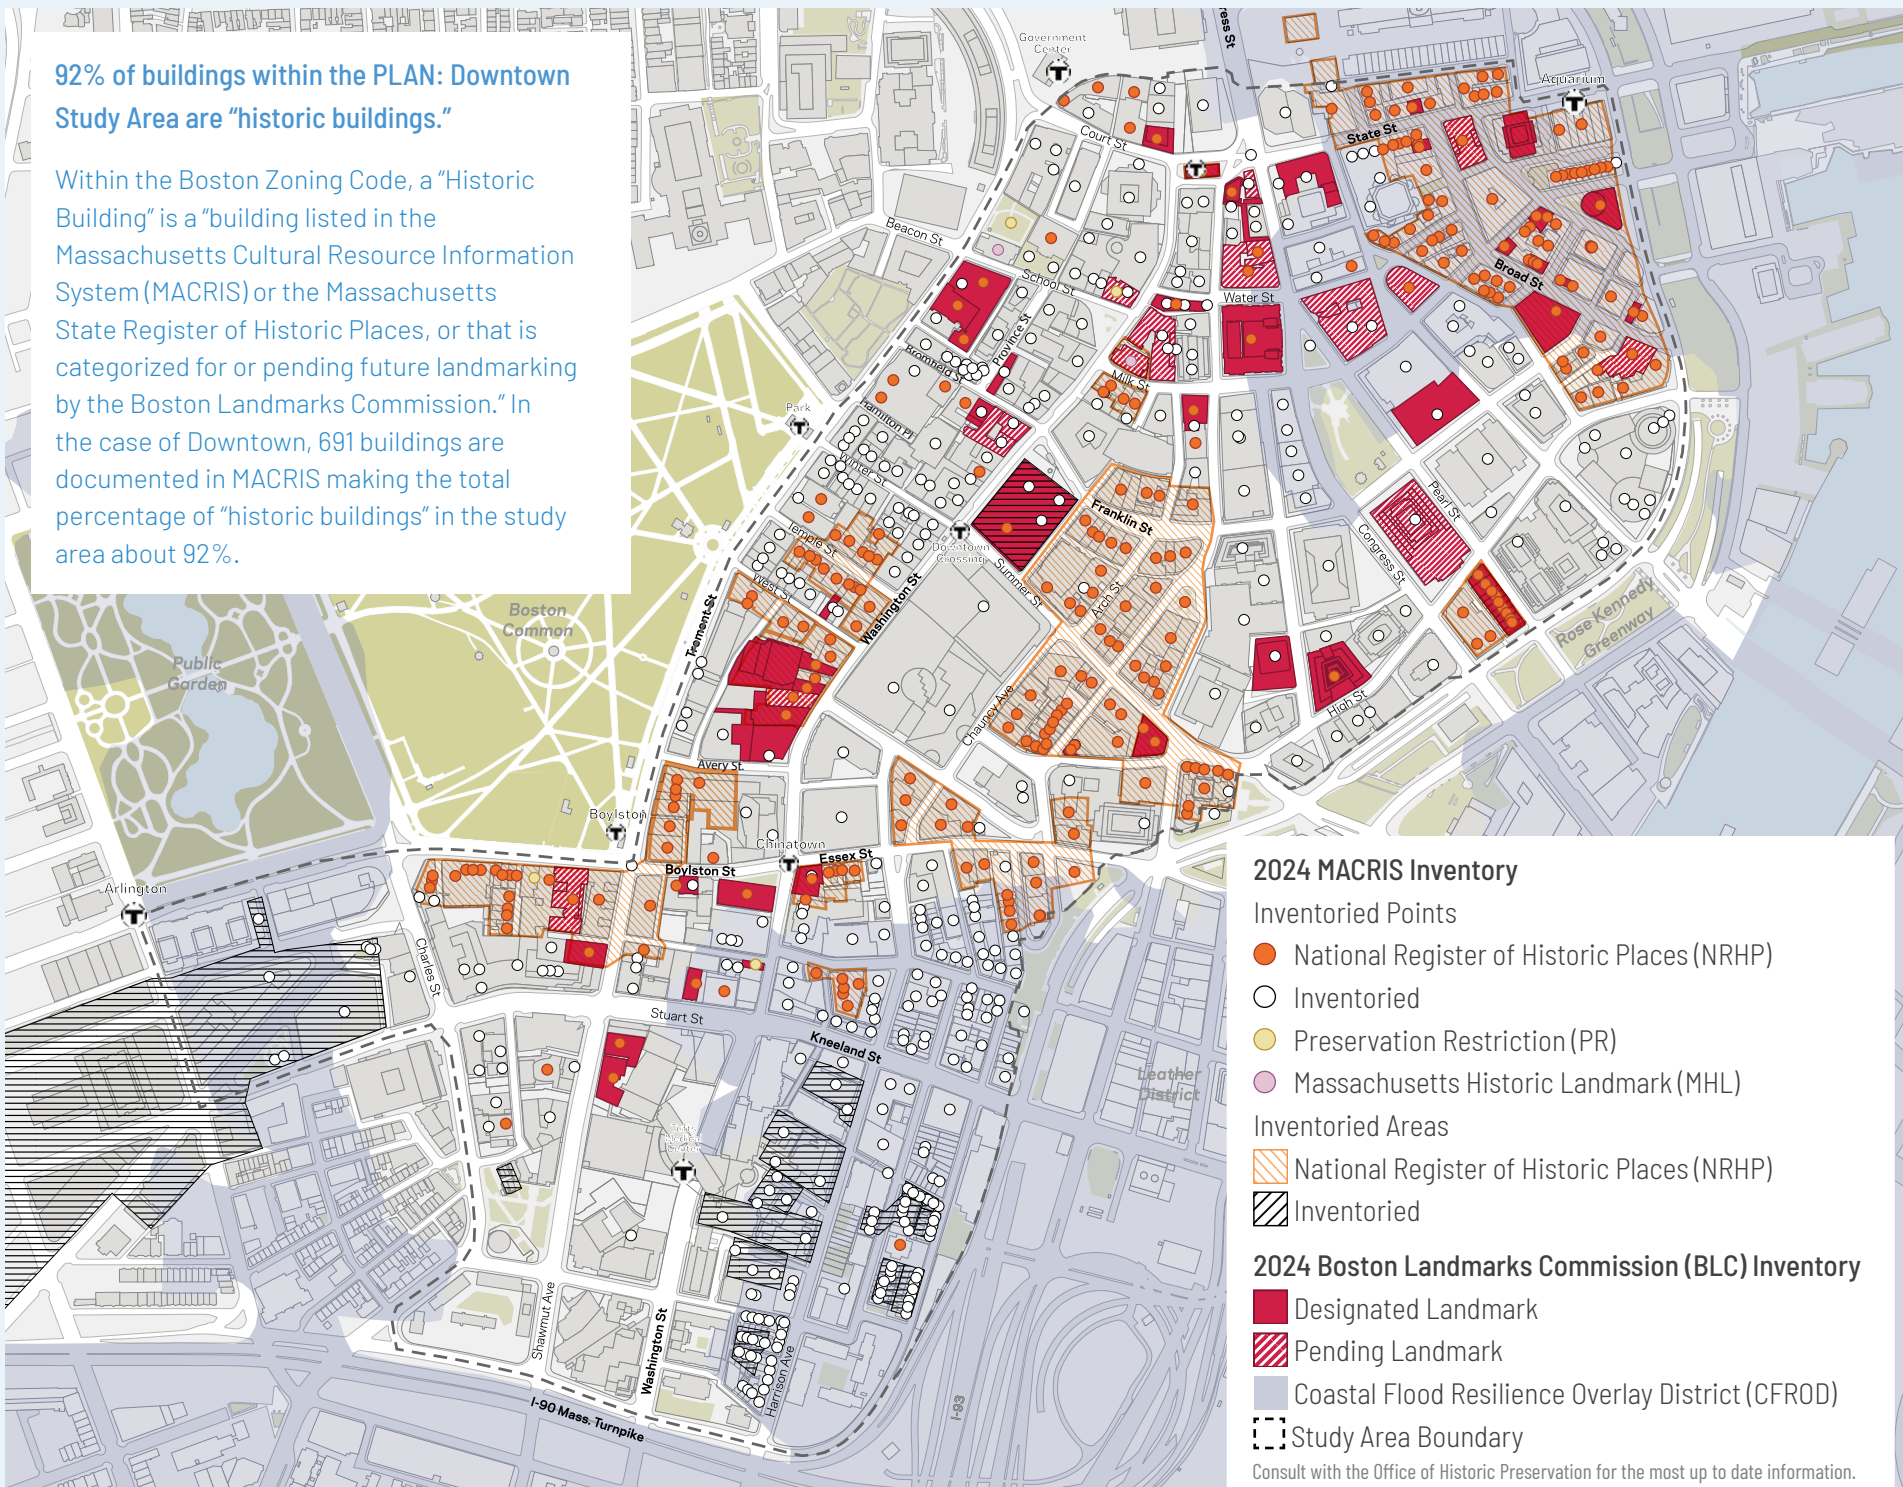 92% of buildings within the PLAN: Downtown
Study Area are “historic buildings.”
Within the Boston Zoning Code, a “Historic
Building” is a “building listed in the
Massachusetts Cultural Resource Information
System (MACRIS) or the Massachusetts
State Register of Historic Places, or that is
categorized for or pending future landmarking
by the Boston Landmarks Commission.” In
the case of Downtown, 691 buildings are
documented in MACRIS making the total
percentage of “historic buildings” in the study
area about 92%.
Government
Center
T
ress St
Aquarium
T
Court St
State St
T
Beacon St
School St
Water St
Broad St
Province St
Bromfield St
Milk St
Park
T
Hamilton Pl
Winter St
Pearl St
Franklin St
Congress St
Temple St
Downtown
Crossing
T
Summer St
West St
Arch St
Washington St
Tremont St
Boston
Common
Public
Garden
Rose Kennedy
Greenway
Chauncy Ave
High St
Avery St.
Boylston
T
Chinatown
T
Essex St
Boylston St
Arlington
T
Charles St
Stuart St
Kneeland St
Leather
District
Tufts
Medical
Center
T
Shawmut Ave
Washington St
Harrison Ave
I-93
I-90 Mass. Turnpike
2024 MACRIS Inventory
Inventoried Points
National Register of Historic Places (NRHP)
Inventoried
Preservation Restriction (PR)
Massachusetts Historic Landmark (MHL)
Inventoried Areas
National Register of Historic Places (NRHP)
Inventoried
2024 Boston Landmarks Commission (BLC) Inventory
Designated Landmark
Pending Landmark
Coastal Flood Resilience Overlay District (CFROD)
Study Area Boundary
Consult with the Office of Historic Preservation for the most up to date information.